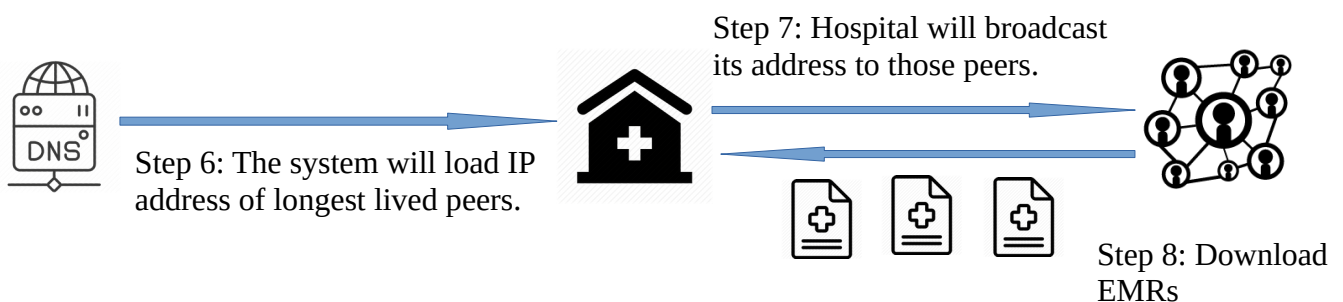 DNS
Step 6: The system will load IP
address of longest lived peers.
Step 7: Hospital will broadcast
its address to those peers.
Step 8: Download
EMRs